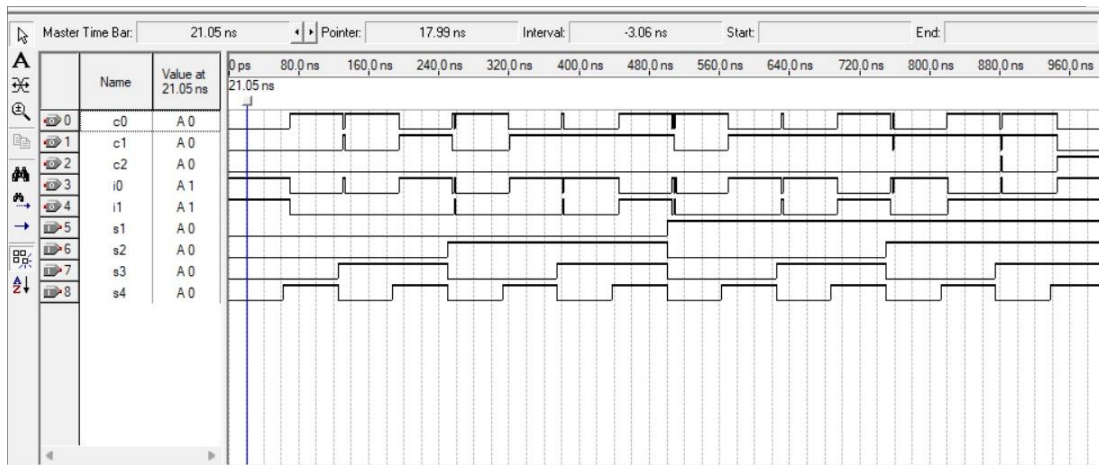 Master Time Bar: 21.05 ns Pointer: 17.99 ns Interval: -3.06 ns Start: End:
Name Value at 21.05 ns
0 ps 80.0 ns 160.0 ns 240.0 ns 320.0 ns 400.0 ns 480.0 ns 560.0 ns 640.0 ns 720.0 ns 800.0 ns 880.0 ns 960.0 ns
21.05 ns
0 c0 A 0
1 c1 A 0
2 c2 A 0
3 i0 A 1
4 i1 A 1
5 s1 A 0
6 s2 A 0
7 s3 A 0
8 s4 A 0